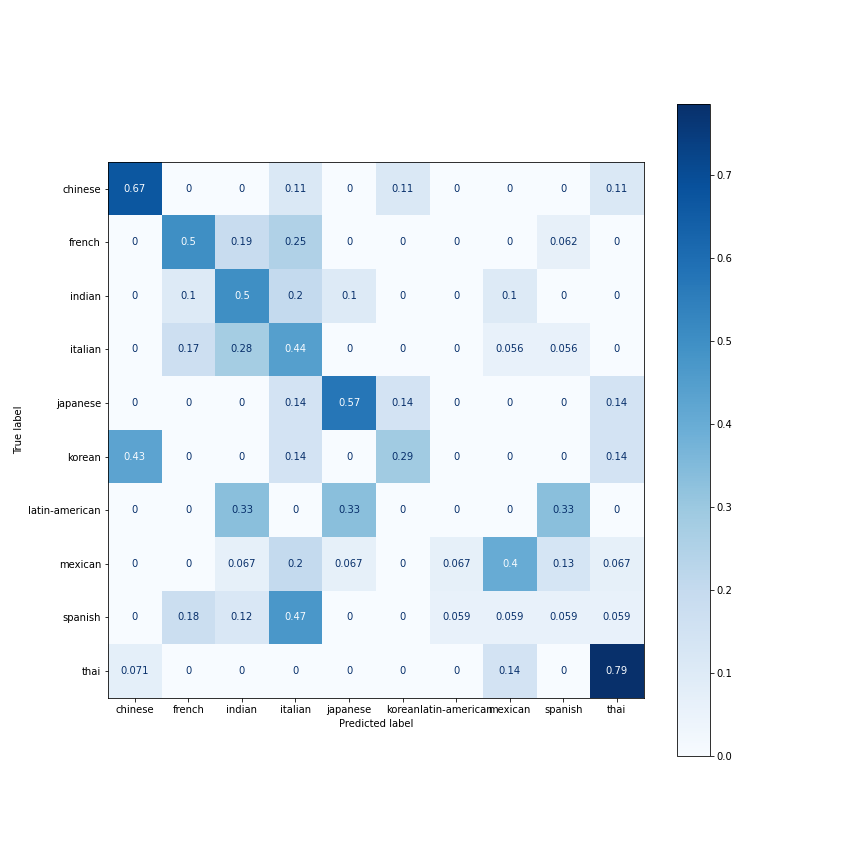 chinese 0.67 0 0 0.11 0 0.11 0 0 0 0.11
french 0 0.5 0.19 0.25 0 0 0 0 0.062 0
indian 0 0.1 0.5 0.2 0.1 0 0 0.1 0 0
italian 0 0.17 0.28 0.44 0 0 0 0.056 0.056 0
japanese 0 0 0 0.14 0.57 0.14 0 0 0 0.14
korean 0.43 0 0 0.14 0 0.29 0 0 0 0.14
latin-american 0 0 0.33 0 0.33 0 0 0 0.33 0
mexican 0 0 0.067 0.2 0.067 0 0.067 0.4 0.13 0.067
spanish 0 0.18 0.12 0.47 0 0 0.059 0.059 0.059 0.059
thai 0.071 0 0 0 0 0 0 0.14 0 0.79
chinese french indian italian japanese korean latin-american mexican spanish thai
Predicted label
True label
0.7
0.6
0.5
0.4
0.3
0.2
0.1
0.0